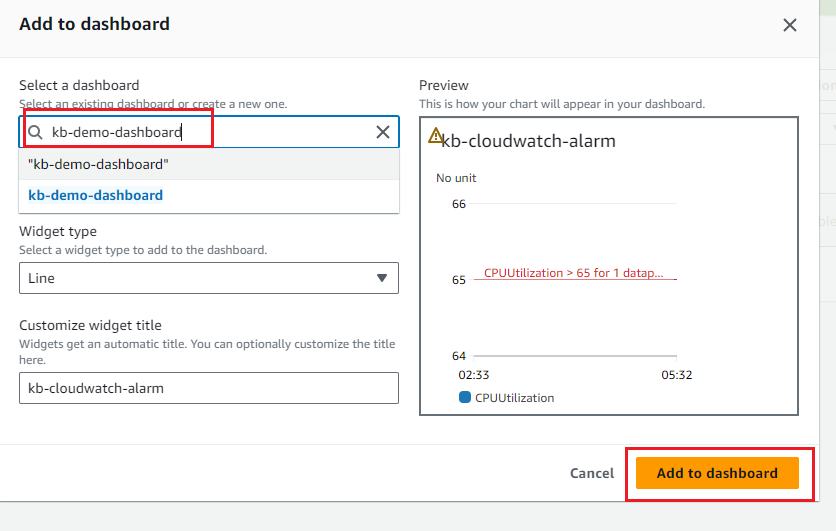 Add to dashboard
Select a dashboard
Select an existing dashboard or create a new one.
kb-demo-dashboard
"kb-demo-dashboard"
kb-demo-dashboard
Widget type
Select a widget type to add to the dashboard.
Line
Customize widget title
Widgets get an automatic title. You can optionally customize the title
here.
kb-cloudwatch-alarm
Preview
This is how your chart will appear in your dashboard.
kb-cloudwatch-alarm
No unit
66
CPUUtilization > 65 for 1 datap...
65
64
02:33 05:32
CPUUtilization
Cancel Add to dashboard